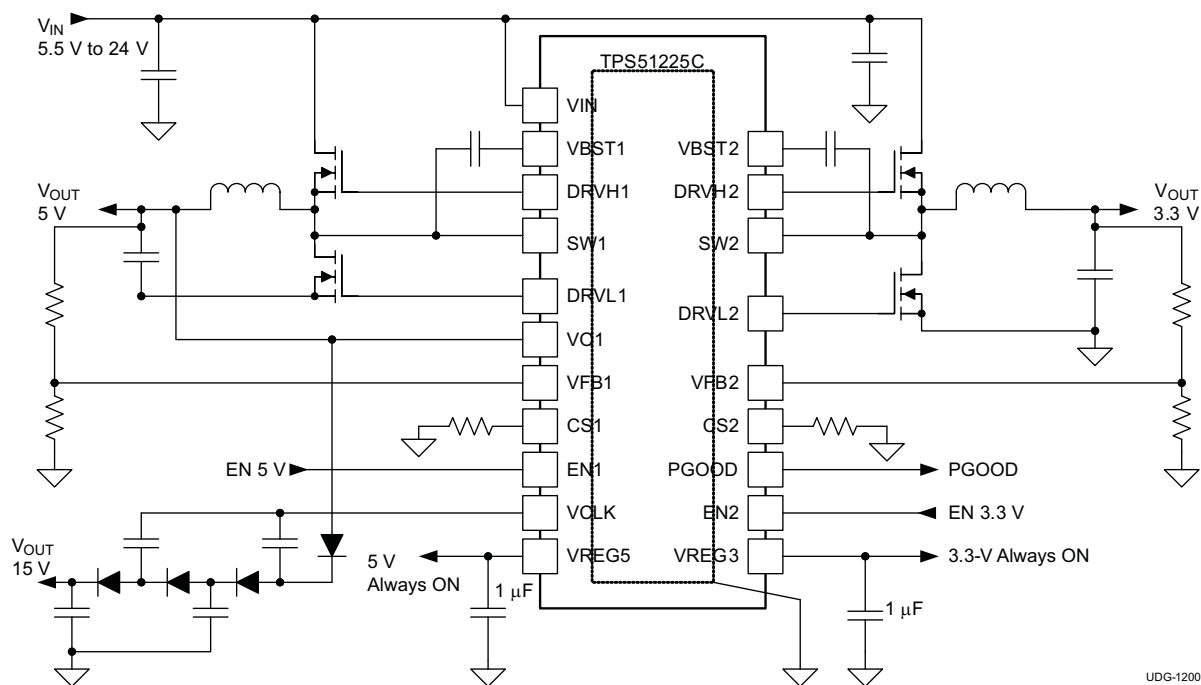 VIN
5.5 V to 24 V
TPS51225C
VIN
VBST1
VBST2
DRVH1
DRVH2
VOUT
5 V
VOUT
3.3 V
SW1
SW2
DRVL1
DRVL2
VO1
VFB1
VFB2
CS1
CS2
EN 5 V
EN1
PGOOD
PGOOD
VCLK
EN2
EN 3.3 V
VOUT
15 V
5 V
Always ON
VREG5
VREG3
3.3-V Always ON
1 μF
1 μF
UDG-1200